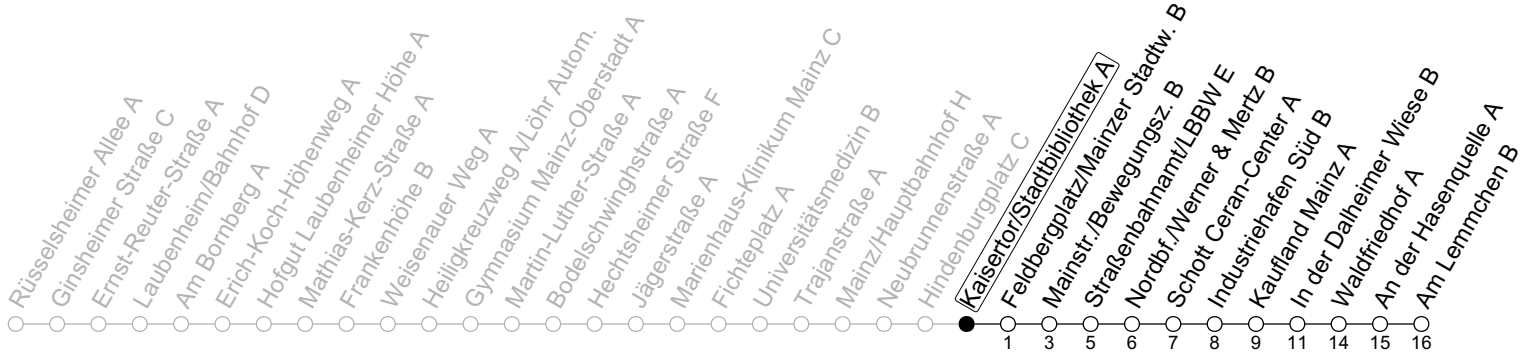 Rüsselsheimer Allee A
Ginsheimer Straße C
Ernst-Reuter-Straße A
Laubenheim/Bahnhof D
Am Bornberg A
Erich-Koch-Höhenweg A
Hofgut Laubenheimer Höhe A
Mathias-Kerz-Straße A
Frankenhöhe B
Weisenauer Weg A
Heiligkreuzweg A/Löhr Autom.
Gymnasium Mainz-Oberstadt A
Martin-Luther-Straße A
Bodelschwinghstraße A
Hechtsheimer Straße F
Jägerstraße A
Marienhaus-Klinikum Mainz C
Fichteplatz A
Universitätsmedizin B
Trajanstraße A
Mainz/Hauptbahnhof H
Neubrunnenstraße A
Hindenburgplatz C
Kaisertor/Stadtbibliothek A
Feldbergplatz/Mainzer Stadtw. B
Mainstr./Bewegungsz. B
Straßenbahnamt/LBBW E
Nordbf./Werner & Mertz B
Schott Ceran-Center A
Industriehafen Süd B
Kaufland Mainz A
In der Dalheimer Wiese B
Waldfriedhof A
An der Hasenquelle A
Am Lemmchen B
1 3 5 6 7 8 9 11 14 15 16